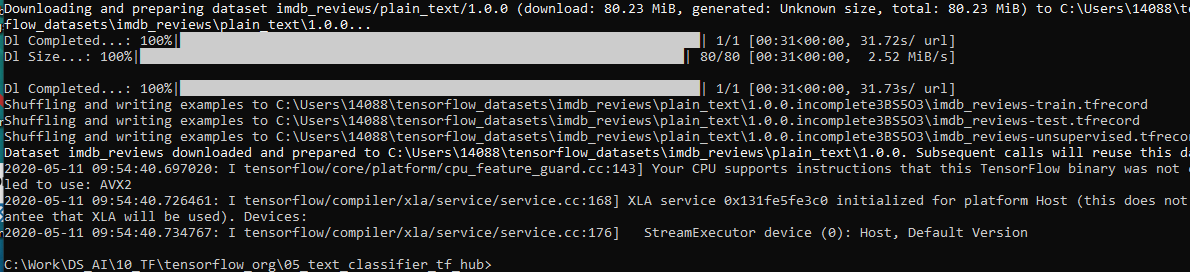 Downloading and preparing dataset imdb_reviews/plain_text/1.0.0 (download: 80.23 MiB, generated: Unknown size, total: 80.23 MiB) to C:\Users\14088\t
flow_datasets\imdb_reviews\plain_text\1.0.0...
Dl Completed...: 100%| | 1/1 [00:31<00:00, 31.72s/ url]
Dl Size...: 100%| | 80/80 [00:31<00:00, 2.52 MiB/s]
Dl Completed...: 100%| | 1/1 [00:31<00:00, 31.73s/ url]
Shuffling and writing examples to C:\Users\14088\tensorflow_datasets\imdb_reviews\plain_text\1.0.0.incomplete3BS5O3\imdb_reviews-train.tfrecord
Shuffling and writing examples to C:\Users\14088\tensorflow_datasets\imdb_reviews\plain_text\1.0.0.incomplete3BS5O3\imdb_reviews-test.tfrecord
Shuffling and writing examples to C:\Users\14088\tensorflow_datasets\imdb_reviews\plain_text\1.0.0.incomplete3BS5O3\imdb_reviews-unsupervised.tfreco
Dataset imdb_reviews downloaded and prepared to C:\Users\14088\tensorflow_datasets\imdb_reviews\plain_text\1.0.0. Subsequent calls will reuse this da
2020-05-11 09:54:40.697020: I tensorflow/core/platform/cpu_feature_guard.cc:143] Your CPU supports instructions that this TensorFlow binary was not
led to use: AVX2
2020-05-11 09:54:40.726461: I tensorflow/compiler/xla/service/service.cc:168] XLA service 0x131fe5fe3c0 initialized for platform Host (this does not
antee that XLA will be used). Devices:
2020-05-11 09:54:40.734767: I tensorflow/compiler/xla/service/service.cc:176] StreamExecutor device (0): Host, Default Version
C:\Work\DS_AI\10_TF\tensorflow_org\05_text_classifier_tf_hub>